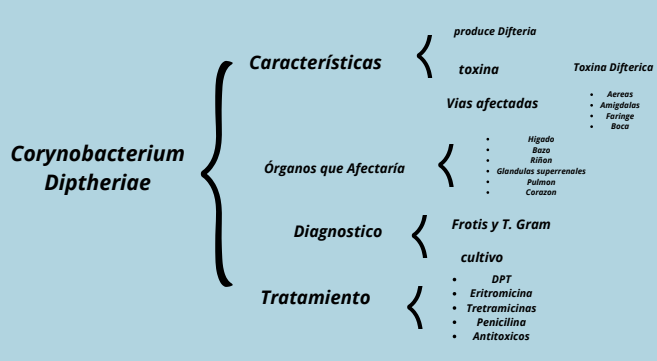 Corynobacterium
Diptheriae
Características
produce Difteria
toxina
Toxina Difterica
Vias afectadas
Aereas
Amigdalas
Faringe
Boca
Órganos que Afectaría
Higado
Bazo
Riñon
Glandulas superrenales
Pulmon
Corazon
Diagnostico
Frotis y T. Gram
cultivo
Tratamiento
DPT
Eritromicina
Tretramicinas
Penicilina
Antitoxicos